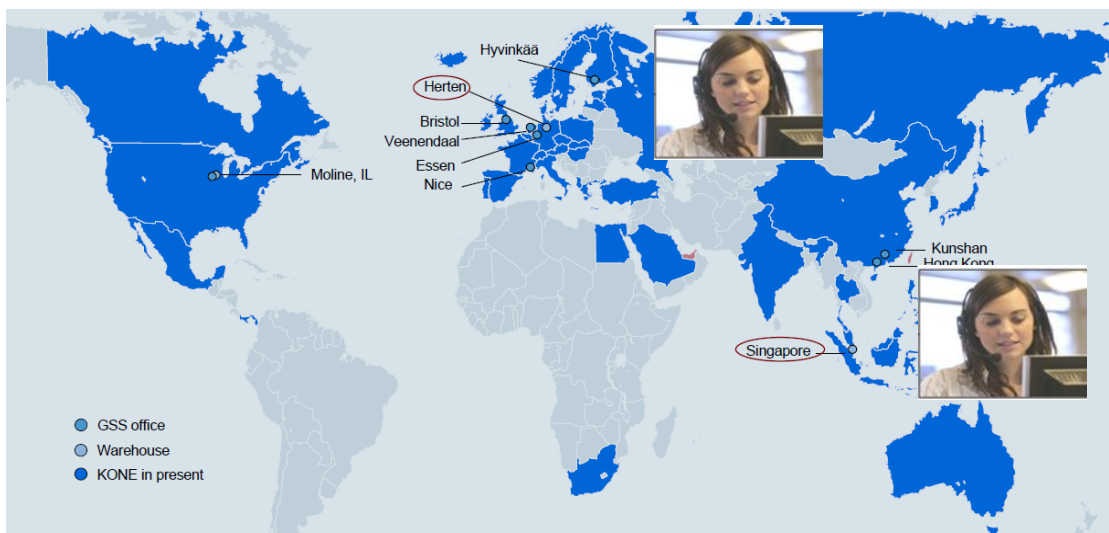 Hyvinkää
Herten
Bristol
Veenendaal
Essen
Nice
Moline, IL
Kunshan
Hong Kong
Singapore
GSS office
Warehouse
KONE in present